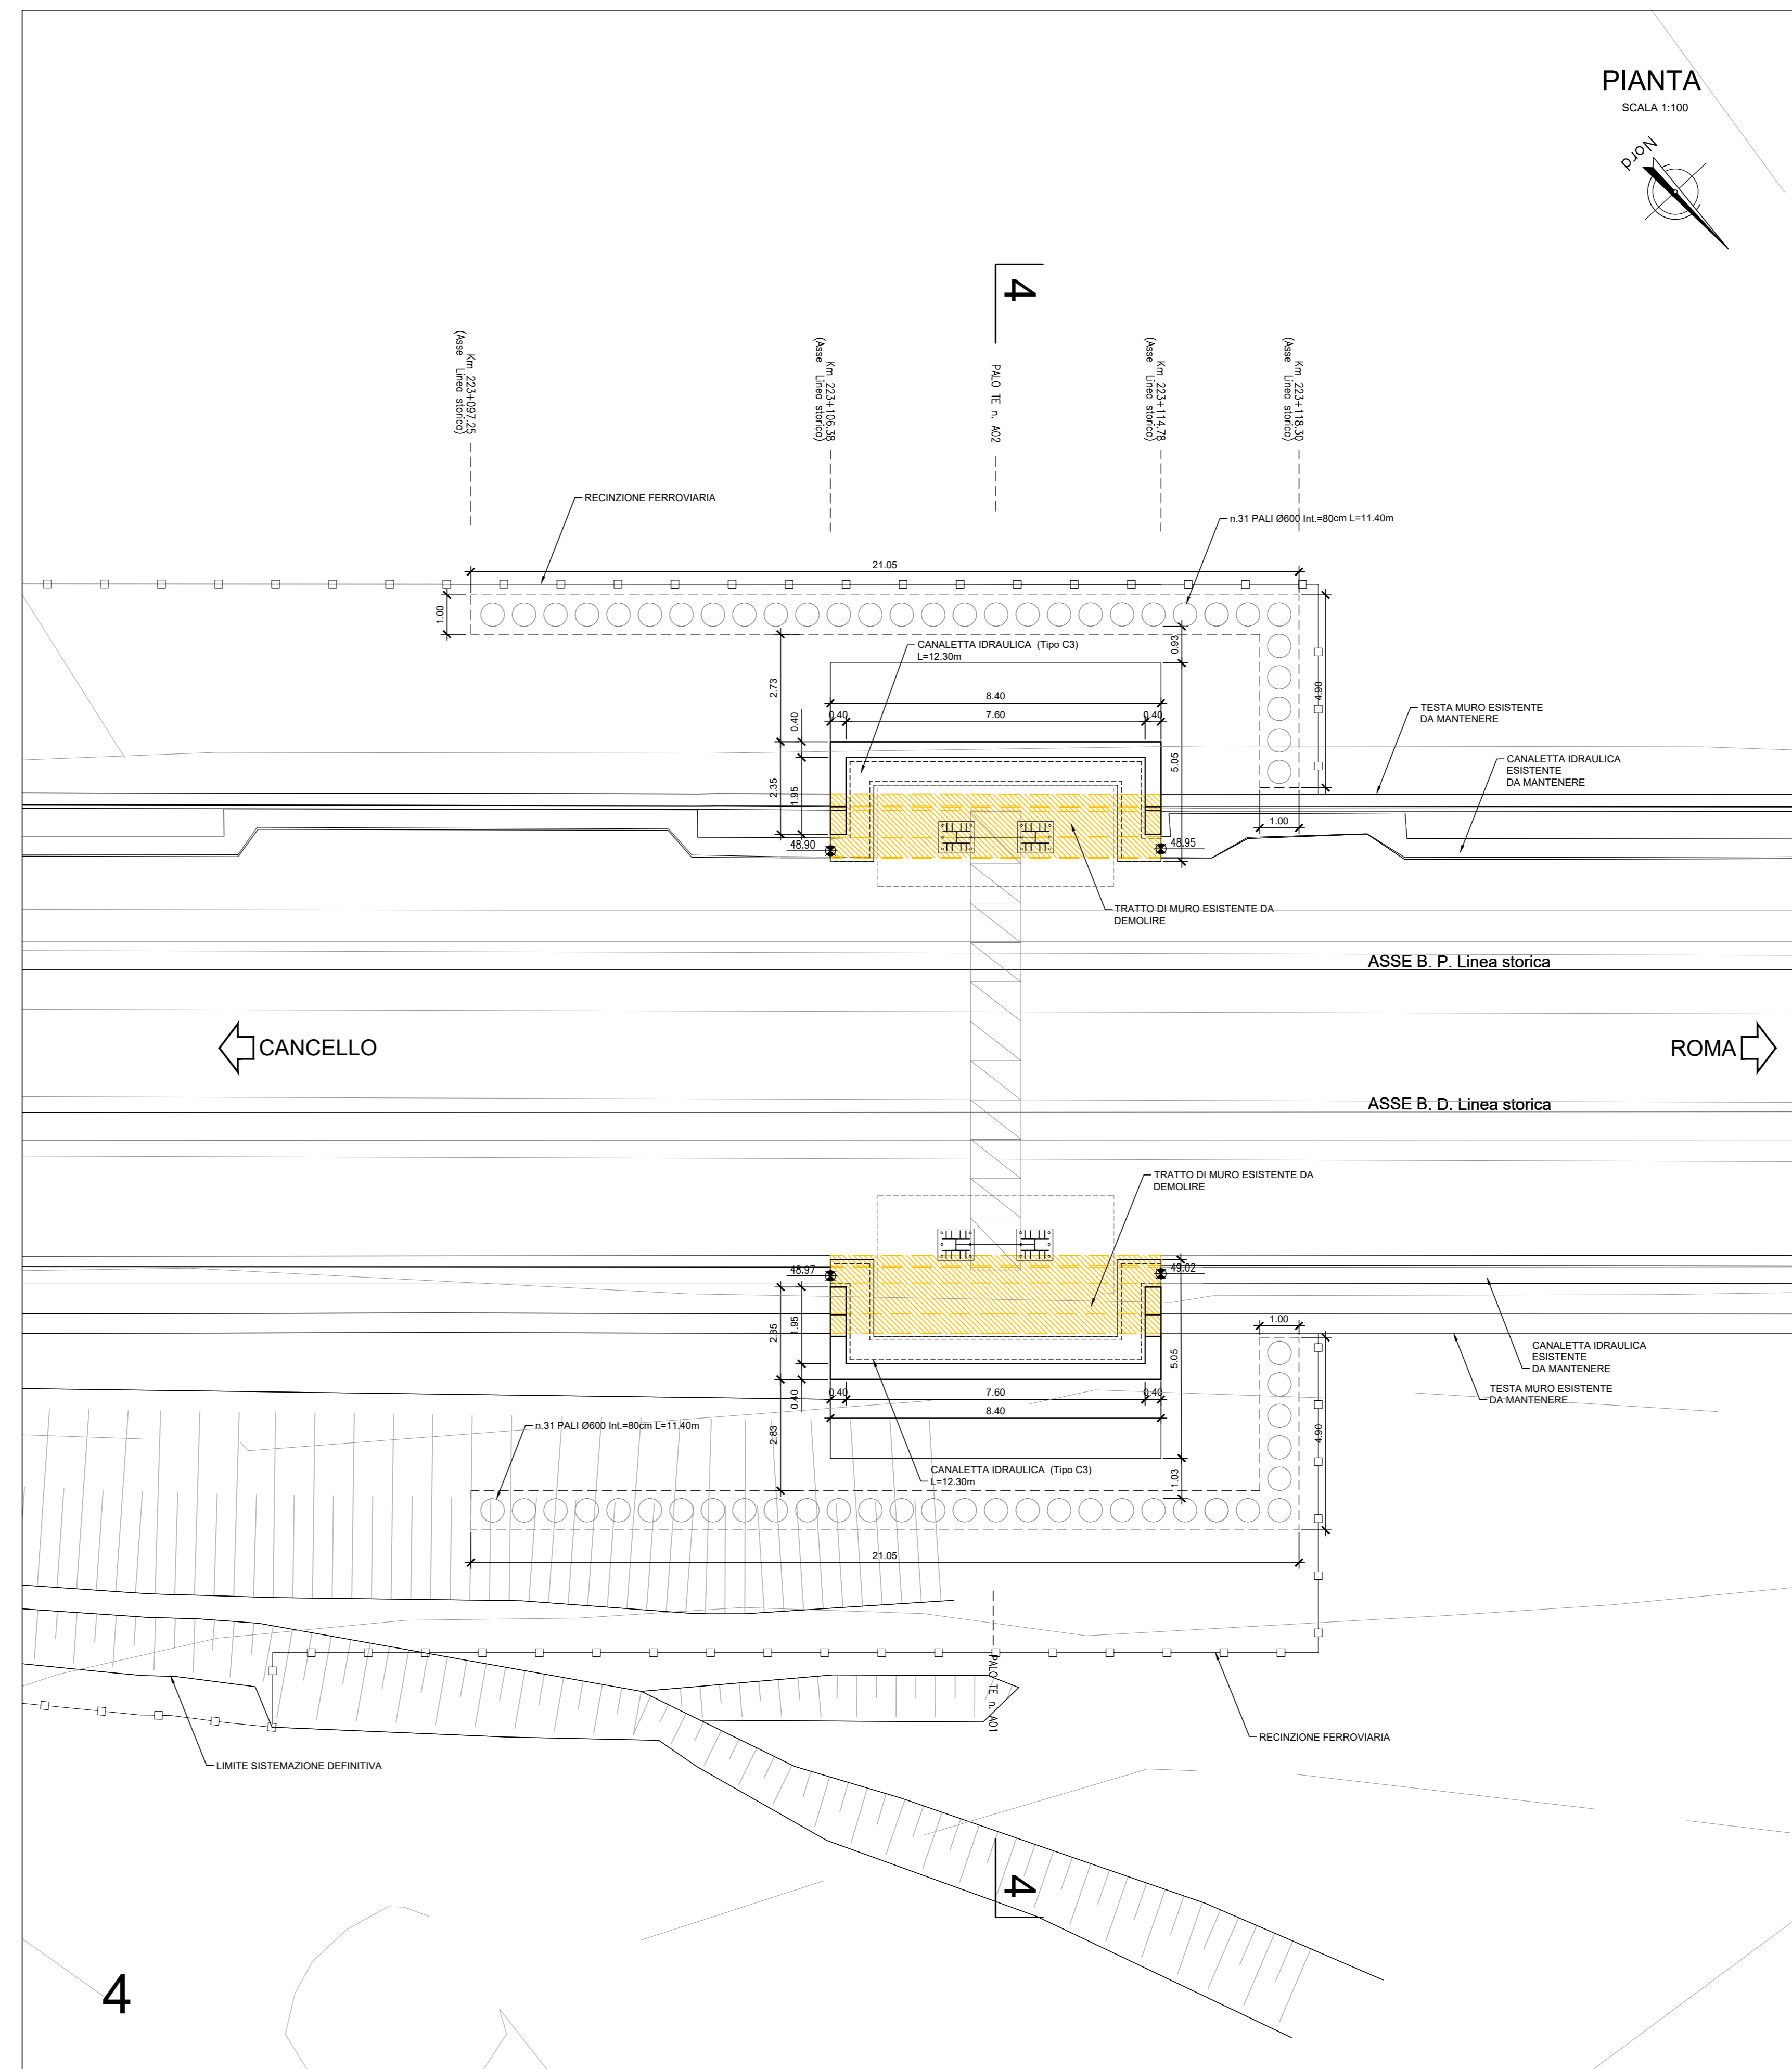 PIANTA
SCALA 1:100
Nord
4
Km 223+097.25
(Asse Linea storica)
Km 223+106.38
(Asse Linea storica)
PALO TE n. A02
Km 223+114.78
(Asse Linea storica)
Km 223+118.30
(Asse Linea storica)
RECINZIONE FERROVIARIA
n.31 PALI Ø600 Int.=80cm L=11.40m
21.05
1.00
0.93
CANALETTA IDRAULICA (Tipo C3)
L=12.30m
2.73
8.40
4.90
0.40
7.60
0.40
0.40
TESTA MURO ESISTENTE
DA MANTENERE
5.05
CANALETTA IDRAULICA
ESISTENTE
DA MANTENERE
2.35
1.95
1.00
48.90
48.95
TRATTO DI MURO ESISTENTE DA
DEMOLIRE
ASSE B. P. Linea storica
CANCELLO
ROMA
ASSE B. D. Linea storica
TRATTO DI MURO ESISTENTE DA
DEMOLIRE
48.97
49.02
1.00
2.35
1.95
CANALETTA IDRAULICA
ESISTENTE
DA MANTENERE
5.05
0.40
7.60
0.40
TESTA MURO ESISTENTE
DA MANTENERE
0.40
8.40
n.31 PALI Ø600 Int.=80cm L=11.40m
2.83
4.90
CANALETTA IDRAULICA (Tipo C3)
L=12.30m
1.03
21.05
PALO TE n. A01
RECINZIONE FERROVIARIA
LIMITE SISTEMAZIONE DEFINITIVA
4
4